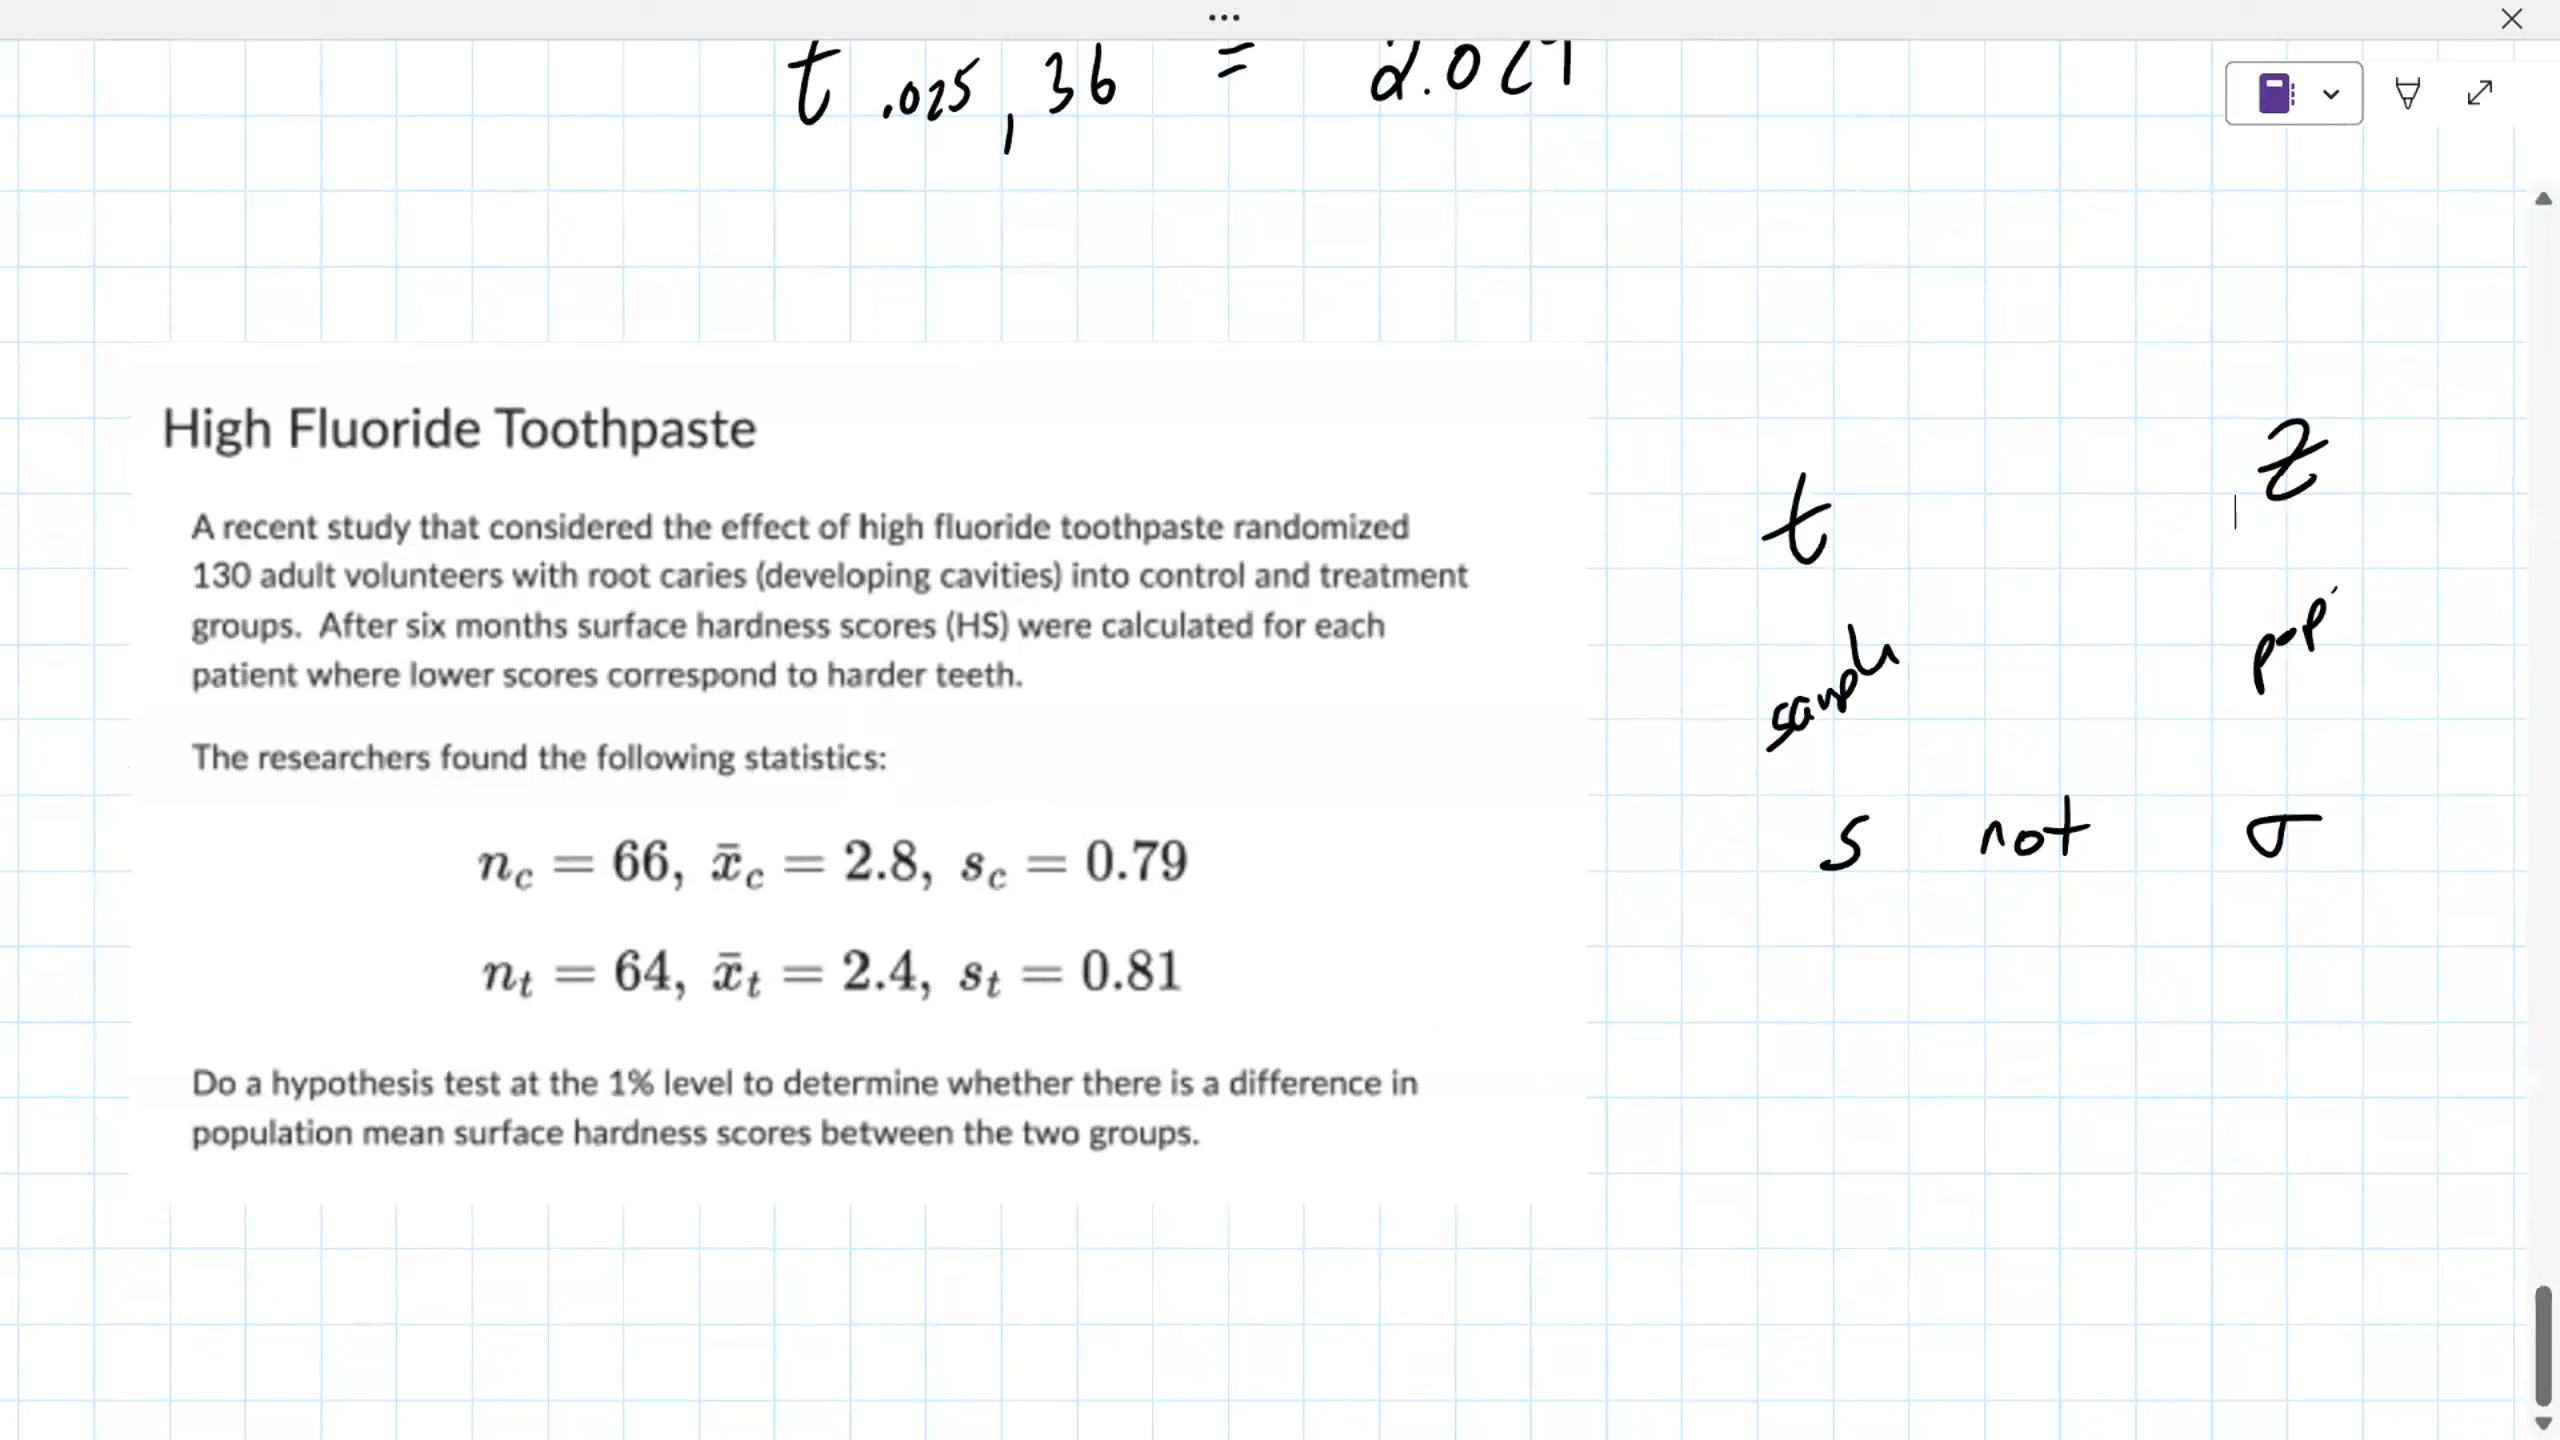 t .025, 36 =
High Fluoride Toothpaste
A recent study that considered the effect of high fluoride toothpaste randomized
130 adult volunteers with root caries (developing cavities) into control and treatment
groups. After six months surface hardness scores (HS) were calculated for each
patient where lower scores correspond to harder teeth.
The researchers found the following statistics:
n_c = 66, x̄_c = 2.8, s_c = 0.79
n_t = 64, x̄_t = 2.4, s_t = 0.81
Do a hypothesis test at the 1% level to determine whether there is a difference in
population mean surface hardness scores between the two groups.
t z
sample pop
s not σ